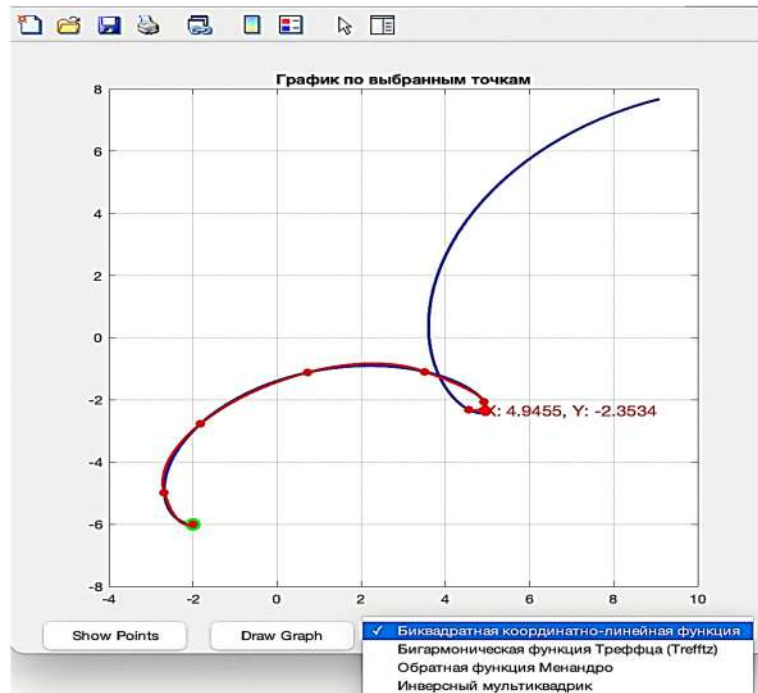 График по выбранным точкам
8
6
4
2
0
-2
-4
-6
-8
X: 4.9455, Y: -2.3534
-4 -2 0 2 4 6 8 10
Show Points
Draw Graph
✓ Биквадратная координатно-линейная функция
Бигармоническая функция Треффца (Trefftz)
Обратная функция Менандро
Инверсный мультиквадрик